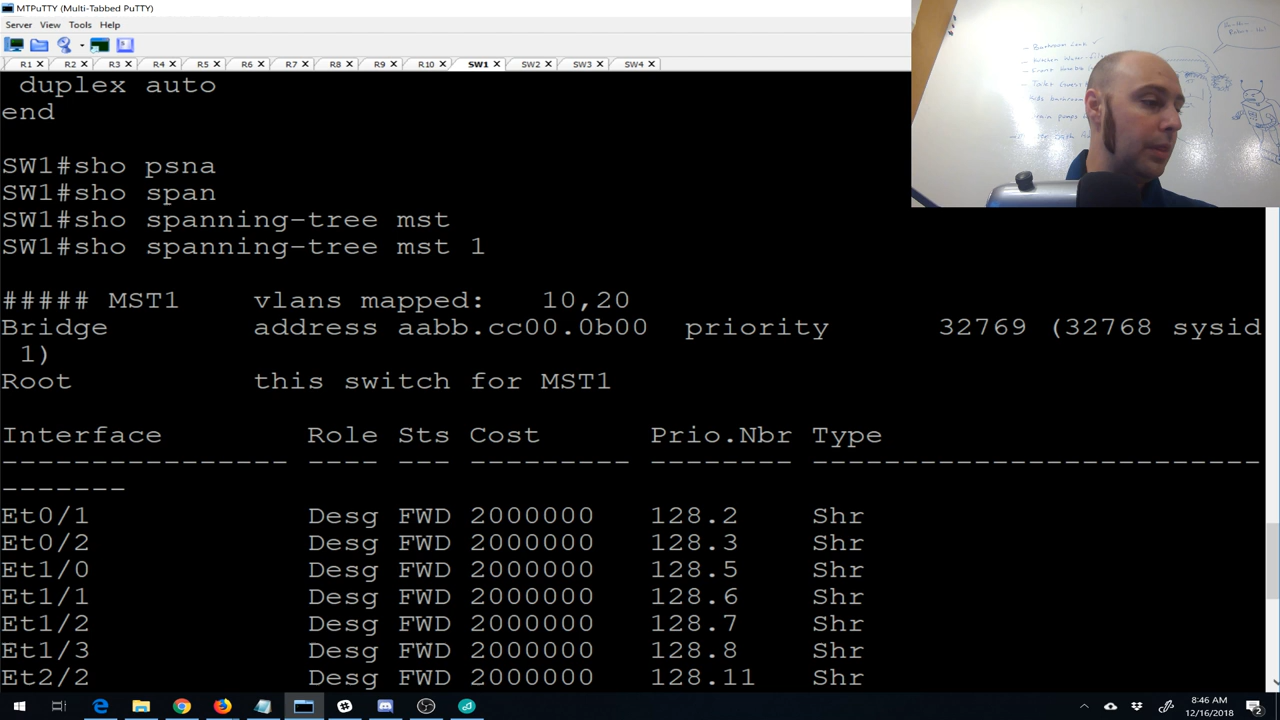 MTPuTTY (Multi-Tabbed PuTTY)
Server View Tools Help
R1 R2 R3 R4 R5 R6 R7 R8 R9 R10 SW1 SW2 SW3 SW4
duplex auto
end
SW1#sho psna
SW1#sho span
SW1#sho spanning-tree mst
SW1#sho spanning-tree mst 1
##### MST1 vlans mapped: 10,20
Bridge address aabb.cc00.0b00 priority 32769 (32768 sysid
1)
Root this switch for MST1
Interface Role Sts Cost Prio.Nbr Type
---------------- ---- --- --------- -------- -------------------------
-------
Et0/1 Desg FWD 2000000 128.2 Shr
Et0/2 Desg FWD 2000000 128.3 Shr
Et1/0 Desg FWD 2000000 128.5 Shr
Et1/1 Desg FWD 2000000 128.6 Shr
Et1/2 Desg FWD 2000000 128.7 Shr
Et1/3 Desg FWD 2000000 128.8 Shr
Et2/2 Desg FWD 2000000 128.11 Shr
8:46 AM
12/16/2018
2